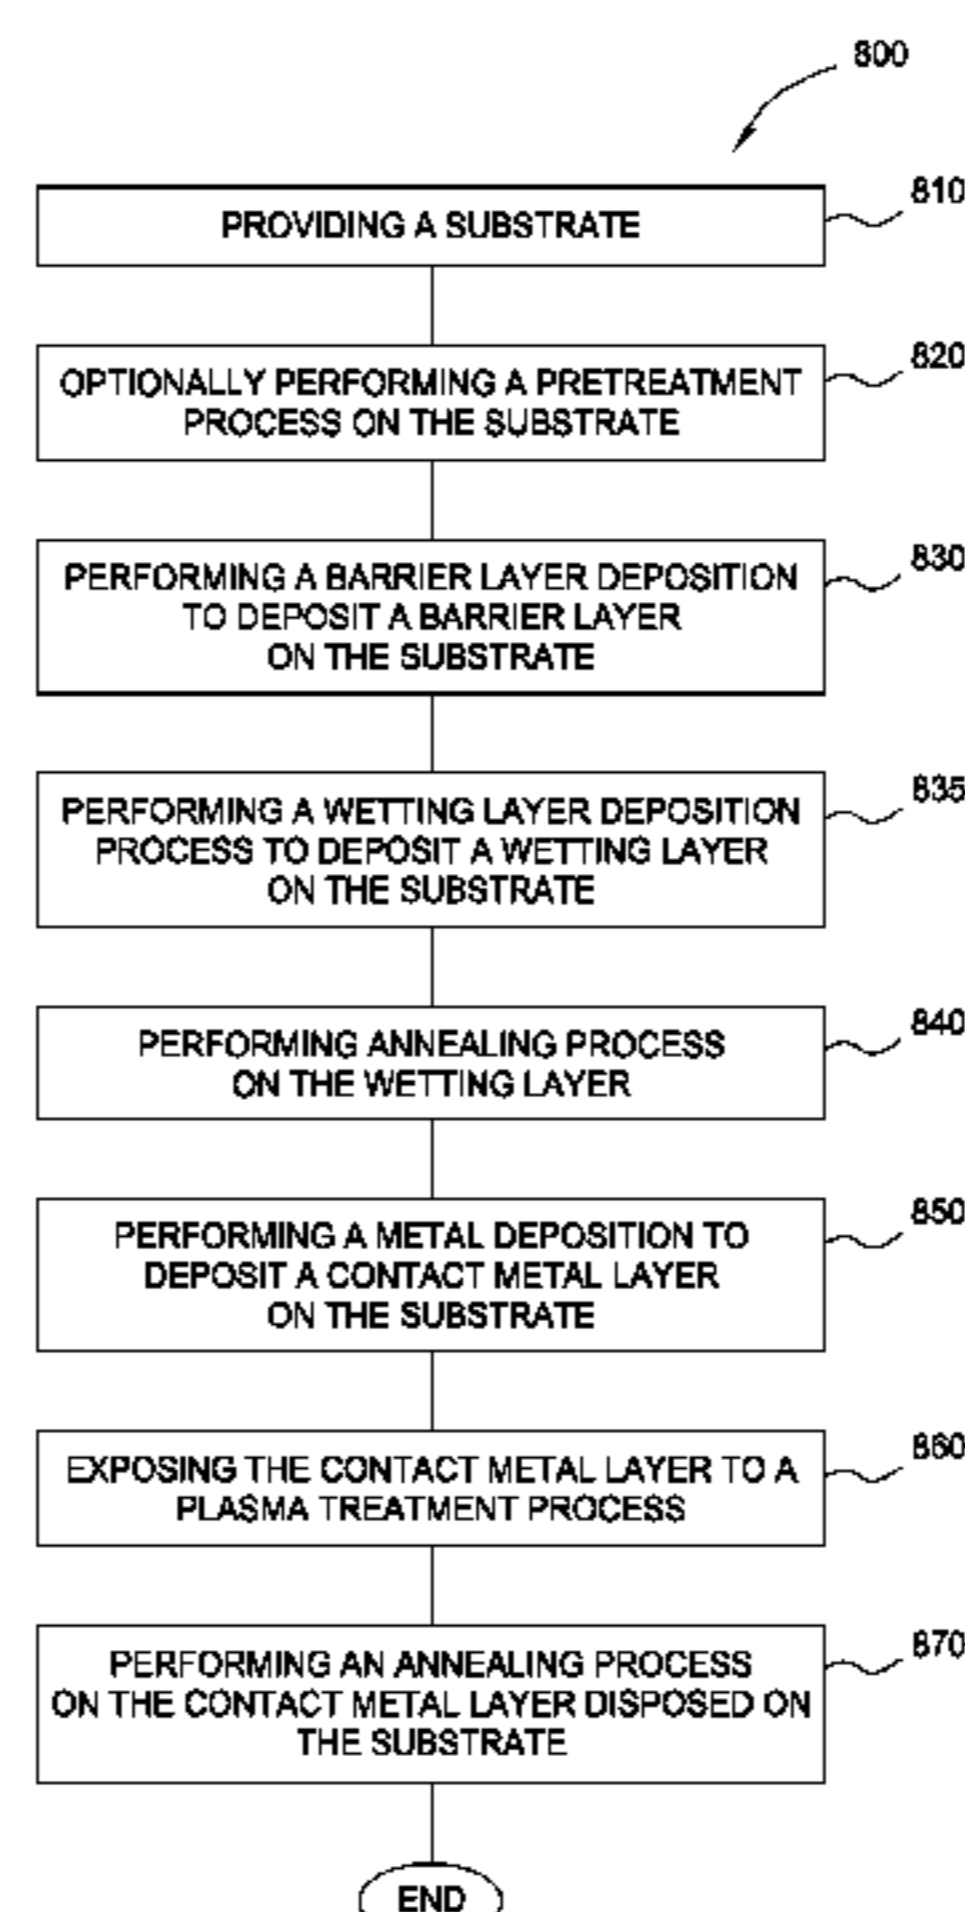 800
810
PROVIDING A SUBSTRATE
820
OPTIONALLY PERFORMING A PRETREATMENT
PROCESS ON THE SUBSTRATE
830
PERFORMING A BARRIER LAYER DEPOSITION
TO DEPOSIT A BARRIER LAYER
ON THE SUBSTRATE
835
PERFORMING A WETTING LAYER DEPOSITION
PROCESS TO DEPOSIT A WETTING LAYER
ON THE SUBSTRATE
840
PERFORMING ANNEALING PROCESS
ON THE WETTING LAYER
850
PERFORMING A METAL DEPOSITION TO
DEPOSIT A CONTACT METAL LAYER
ON THE SUBSTRATE
860
EXPOSING THE CONTACT METAL LAYER TO A
PLASMA TREATMENT PROCESS
870
PERFORMING AN ANNEALING PROCESS
ON THE CONTACT METAL LAYER DISPOSED ON
THE SUBSTRATE
END